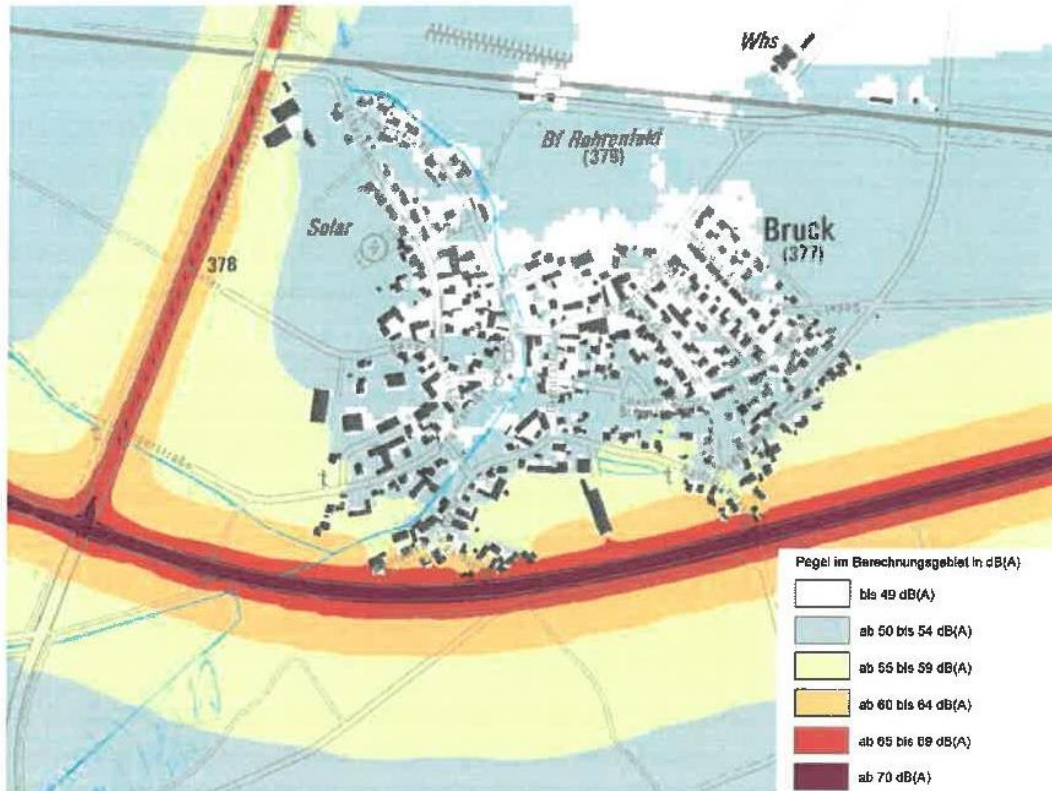 Whs
Bf Rohrenfeld
(379)
Solar
Bruck
(377)
378
Pegel im Berechnungsgebiet in dB(A)
bis 49 dB(A)
ab 50 bis 54 dB(A)
ab 55 bis 59 dB(A)
ab 60 bis 64 dB(A)
ab 65 bis 69 dB(A)
ab 70 dB(A)